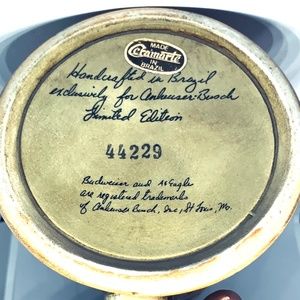 MADE
Ceramarte
IN BRAZIL
Handcrafted in Brazil
exclusively for Anheuser-Busch
Limited Edition
44229
Budweiser and A&Eagle
are registered trademarks
of Anheuser Busch, Inc, St Louis, Mo.